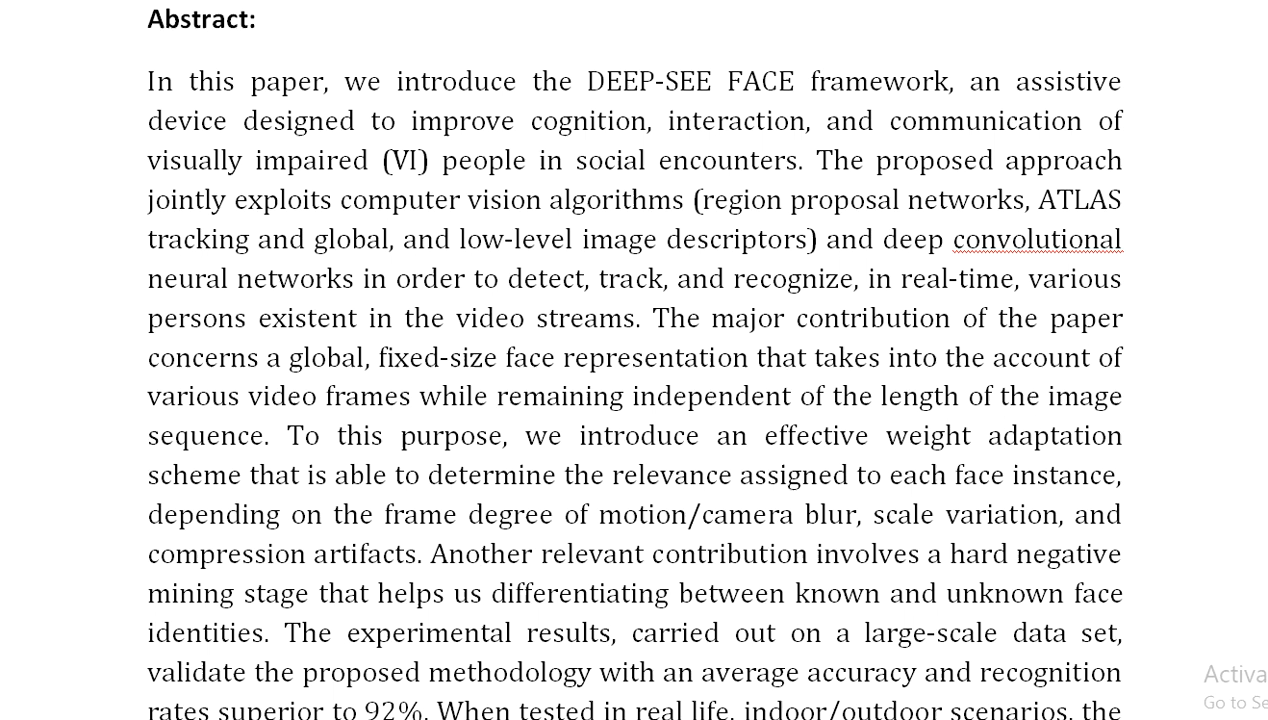 Abstract:
In this paper, we introduce the DEEP-SEE FACE framework, an assistive
device designed to improve cognition, interaction, and communication of
visually impaired (VI) people in social encounters. The proposed approach
jointly exploits computer vision algorithms (region proposal networks, ATLAS
tracking and global, and low-level image descriptors) and deep convolutional
neural networks in order to detect, track, and recognize, in real-time, various
persons existent in the video streams. The major contribution of the paper
concerns a global, fixed-size face representation that takes into the account of
various video frames while remaining independent of the length of the image
sequence. To this purpose, we introduce an effective weight adaptation
scheme that is able to determine the relevance assigned to each face instance,
depending on the frame degree of motion/camera blur, scale variation, and
compression artifacts. Another relevant contribution involves a hard negative
mining stage that helps us differentiating between known and unknown face
identities. The experimental results, carried out on a large-scale data set,
validate the proposed methodology with an average accuracy and recognition
rates superior to 92%. When tested in real life, indoor/outdoor scenarios, the
Activa
Go to Se